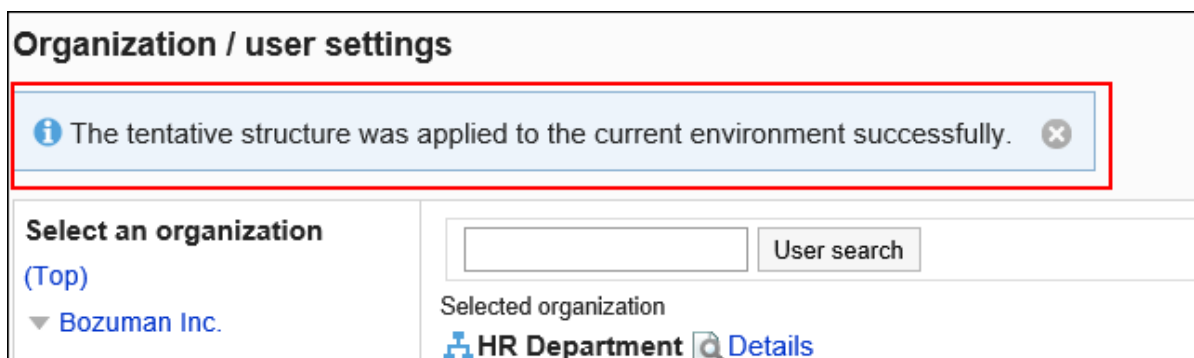 Organization / user settings
The tentative structure was applied to the current environment successfully.
Select an organization
(Top)
Bozuman Inc.
User search
Selected organization
HR Department Details